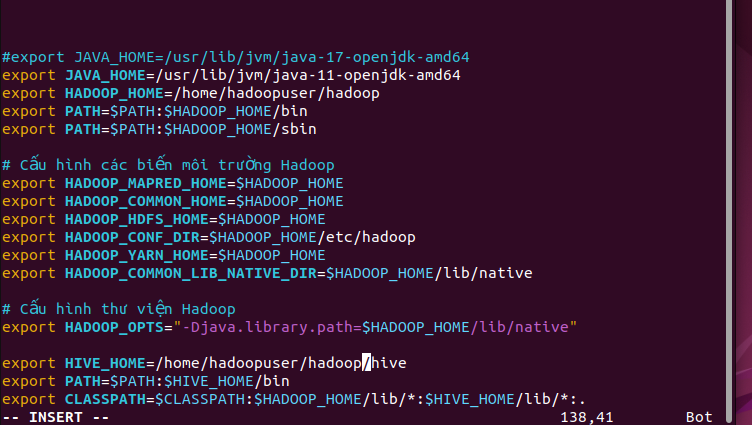 #export JAVA_HOME=/usr/lib/jvm/java-17-openjdk-amd64
export JAVA_HOME=/usr/lib/jvm/java-11-openjdk-amd64
export HADOOP_HOME=/home/hadoopuser/hadoop
export PATH=$PATH:$HADOOP_HOME/bin
export PATH=$PATH:$HADOOP_HOME/sbin
# Cấu hình các biến môi trường Hadoop
export HADOOP_MAPRED_HOME=$HADOOP_HOME
export HADOOP_COMMON_HOME=$HADOOP_HOME
export HADOOP_HDFS_HOME=$HADOOP_HOME
export HADOOP_CONF_DIR=$HADOOP_HOME/etc/hadoop
export HADOOP_YARN_HOME=$HADOOP_HOME
export HADOOP_COMMON_LIB_NATIVE_DIR=$HADOOP_HOME/lib/native
# Cấu hình thư viện Hadoop
export HADOOP_OPTS="-Djava.library.path=$HADOOP_HOME/lib/native"
export HIVE_HOME=/home/hadoopuser/hadoop/hive
export PATH=$PATH:$HIVE_HOME/bin
export CLASSPATH=$CLASSPATH:$HADOOP_HOME/lib/*:$HIVE_HOME/lib/*:.
-- INSERT -- 138,41 Bot